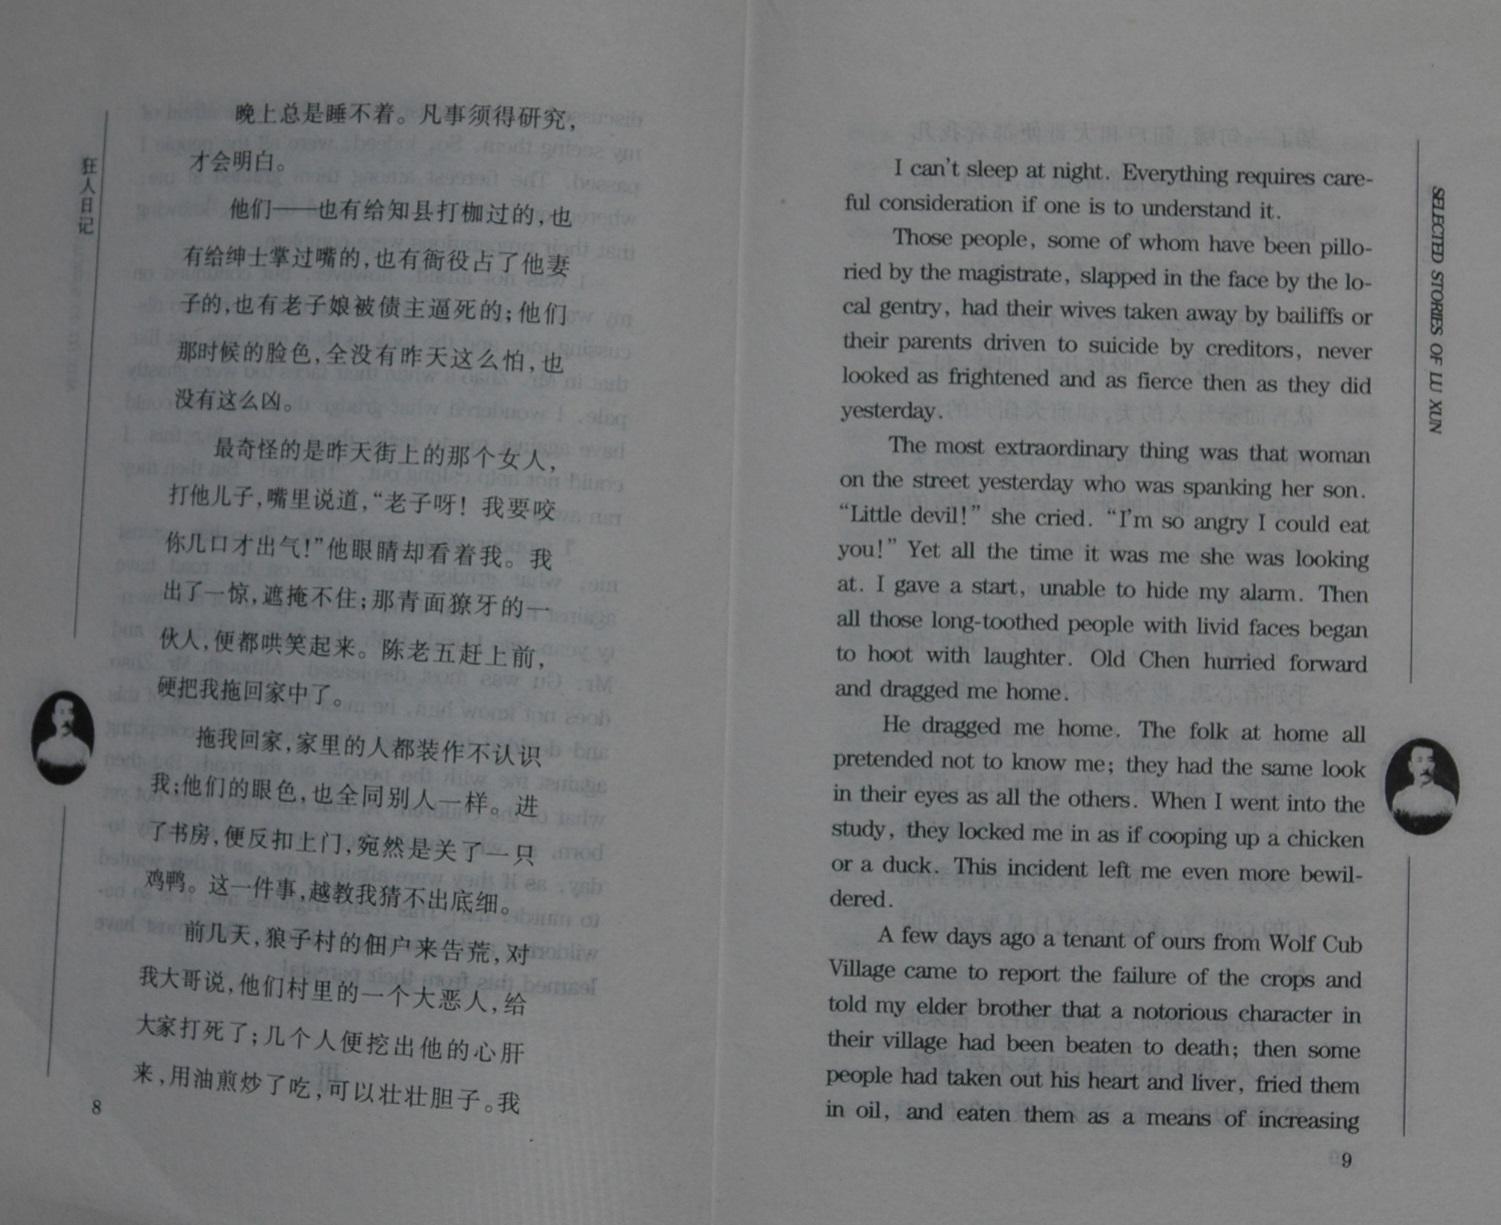 狂人日记
晚上总是睡不着。凡事须得研究，
才会明白。
他们——也有给知县打枷过的，也
有给绅士掌过嘴的，也有衙役占了他妻
子的，也有老子娘被债主逼死的；他们
那时候的脸色，全没有昨天这么怕，也
没有这么凶。
最奇怪的是昨天街上的那个女人，
打他儿子，嘴里说道，“老子呀！我要咬
你几口才出气！”他眼睛却看着我。我
出了一惊，遮掩不住；那青面獠牙的一
伙人，便都哄笑起来。陈老五赶上前，
硬把我拖回家中了。
拖我回家，家里的人都装作不认识
我；他们的眼色，也全同别人一样。进
了书房，便反扣上门，宛然是关了一只
鸡鸭。这一件事，越教我猜不出底细。
前几天，狼子村的佃户来告荒，对
我大哥说，他们村里的一个大恶人，给
大家打死了；几个人便挖出他的心肝
来，用油煎炒了吃，可以壮壮胆子。我
8
I can't sleep at night. Everything requires care-
ful consideration if one is to understand it.
Those people, some of whom have been pillo-
ried by the magistrate, slapped in the face by the lo-
cal gentry, had their wives taken away by bailiffs or
their parents driven to suicide by creditors, never
looked as frightened and as fierce then as they did
yesterday.
The most extraordinary thing was that woman
on the street yesterday who was spanking her son.
“Little devil!” she cried. “I'm so angry I could eat
you!” Yet all the time it was me she was looking
at. I gave a start, unable to hide my alarm. Then
all those long-toothed people with livid faces began
to hoot with laughter. Old Chen hurried forward
and dragged me home.
He dragged me home. The folk at home all
pretended not to know me; they had the same look
in their eyes as all the others. When I went into the
study, they locked me in as if cooping up a chicken
or a duck. This incident left me even more bewil-
dered.
A few days ago a tenant of ours from Wolf Cub
Village came to report the failure of the crops and
told my elder brother that a notorious character in
their village had been beaten to death; then some
people had taken out his heart and liver, fried them
in oil, and eaten them as a means of increasing
9
SELECTED STORIES OF LU XUN